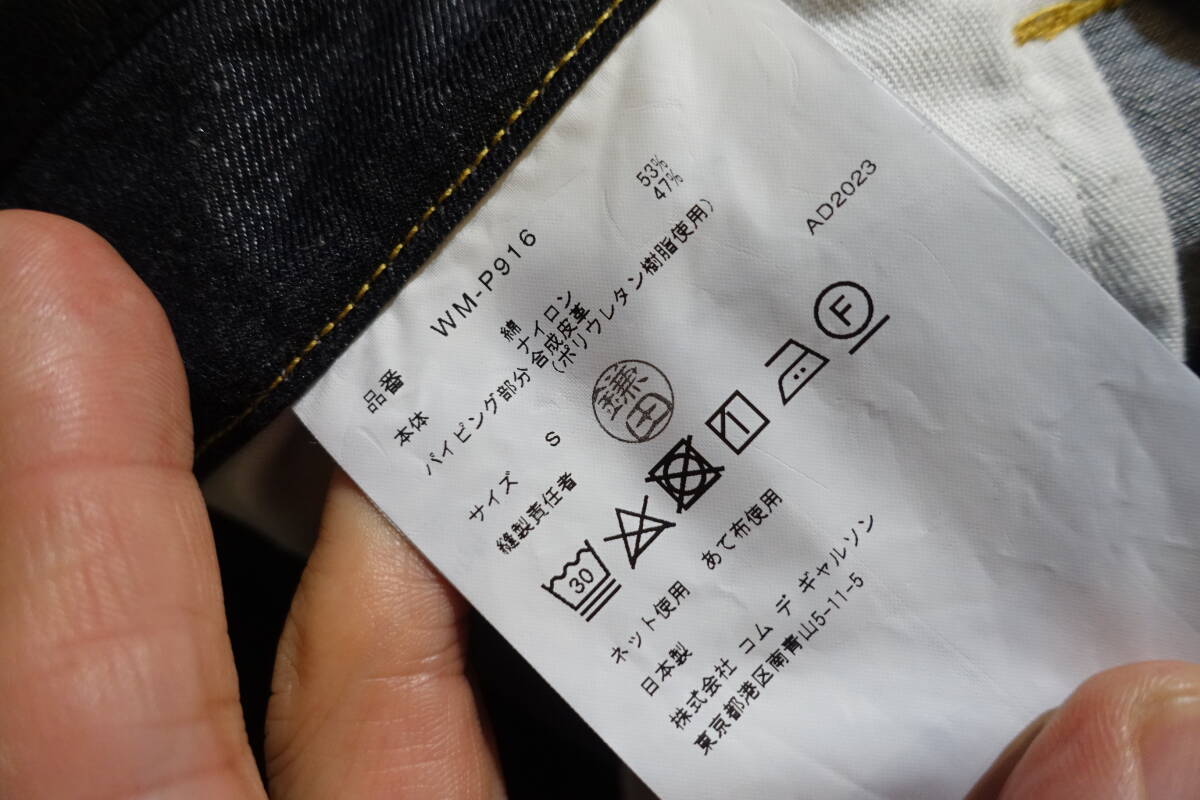 品番 WM-P916
本体 綿 53%
ナイロン 47%
パイピング部分 合成皮革
(ポリウレタン樹脂使用)
サイズ S
AD2023
縫製責任者 鎌田
30 F
ネット使用 あて布使用
日本製
株式会社 コム デ ギャルソン
東京都港区南青山5-11-5